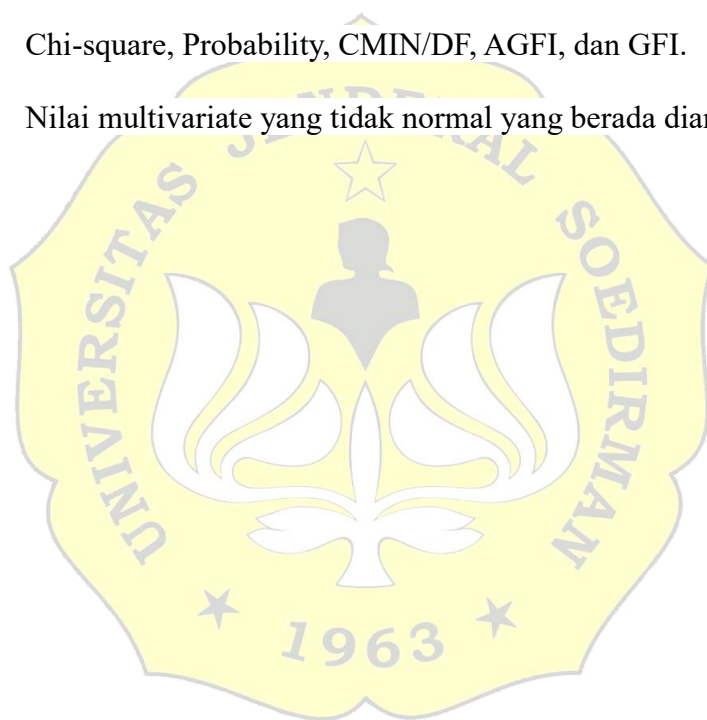 Chi-square, Probability, CMIN/DF, AGFI, dan GFI.
Nilai multivariate yang tidak normal yang berada
UNIVERSITAS JENDERAL SOEDIRMAN
1963